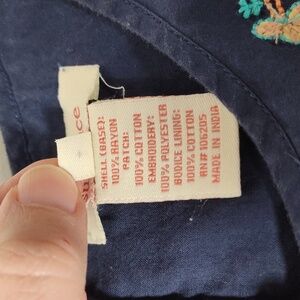 SHELL (BASE):
100% RAYON
PATCH:
100% COTTON
EMBROIDERY:
100% POLYESTER
BODICE LINING:
100% COTTON
RN# 106205
MADE IN INDIA